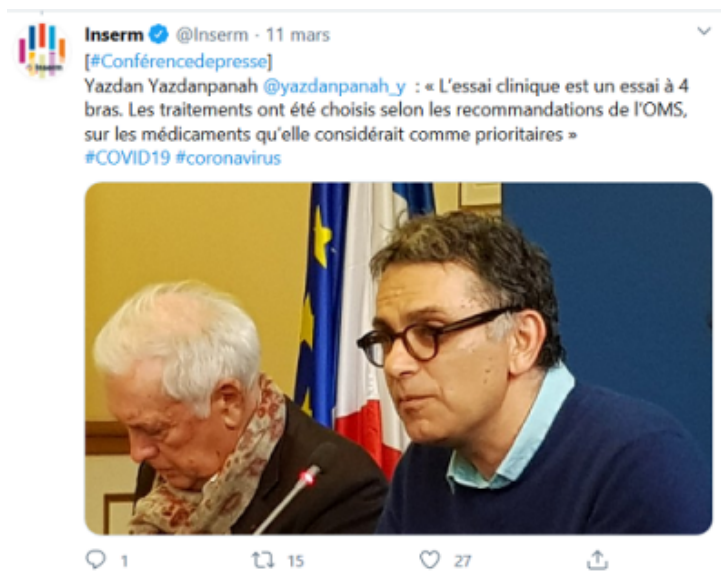 Inserm @Inserm · 11 mars
Inserm
[#Conférencedepresse]
Yazdan Yazdanpanah @yazdanpanah_y : « L'essai clinique est un essai à 4
bras. Les traitements ont été choisis selon les recommandations de l'OMS,
sur les médicaments qu'elle considérait comme prioritaires »
#COVID19 #coronavirus
1 15 27